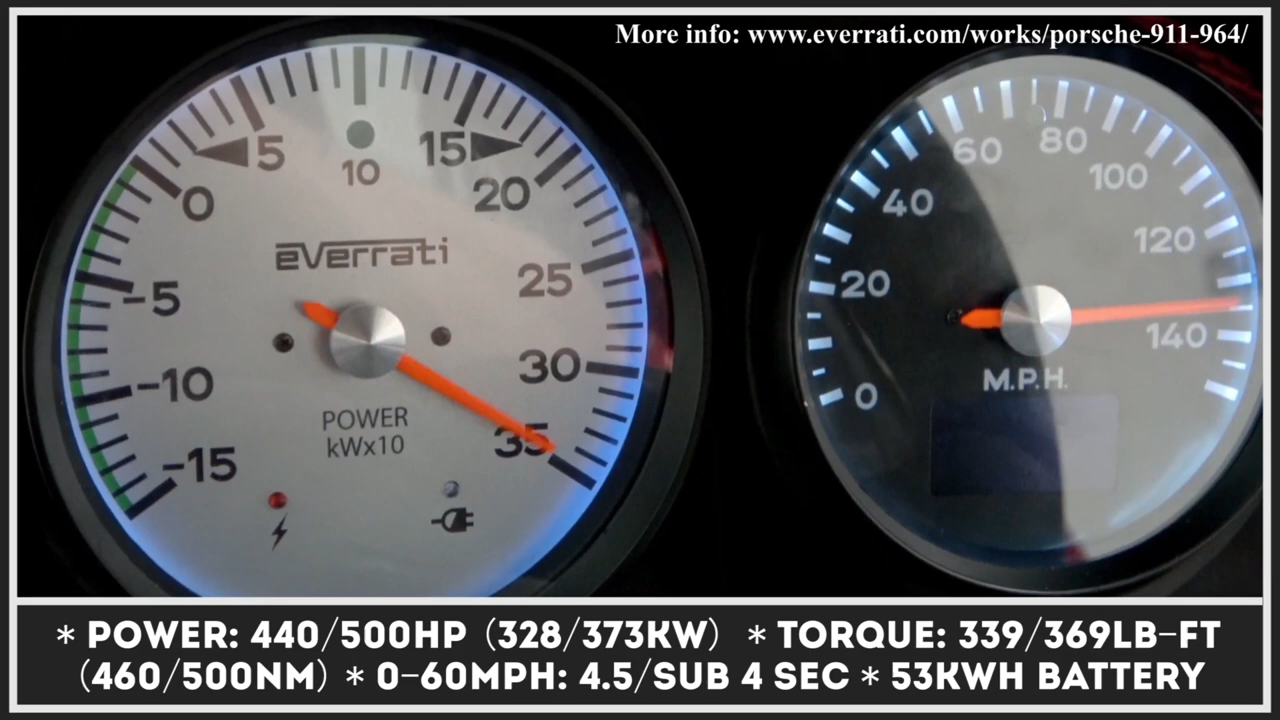 More info: www.everrati.com/works/porsche-911-964/
5
10
15
0
20
-5
25
-10
30
-15
35
everrati
POWER
kWx10
60
80
40
100
20
120
0
140
M.P.H.
* POWER: 440/500HP (328/373KW) * TORQUE: 339/369LB-FT
(460/500NM) * 0-60MPH: 4.5/SUB 4 SEC * 53KWH BATTERY